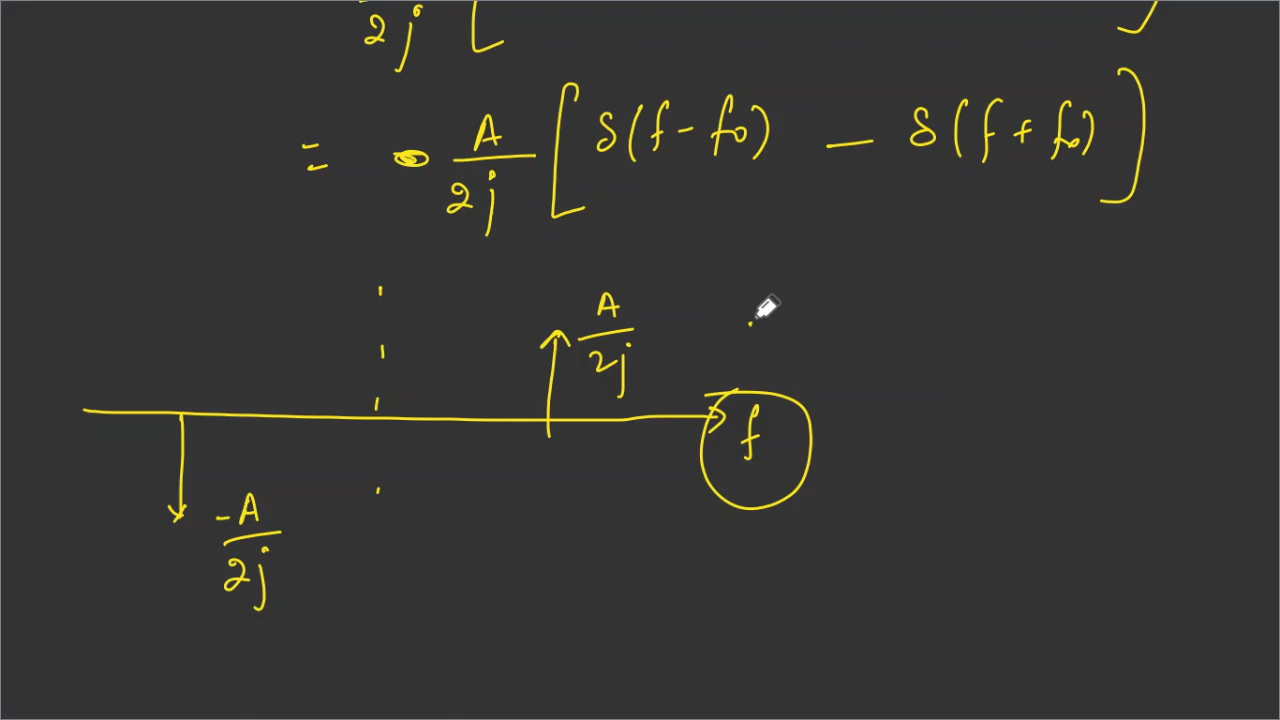 A/2j [ ]
= A/2j [ δ(f - f₀) - δ(f + f₀) ]
A/2j
f
-A/2j